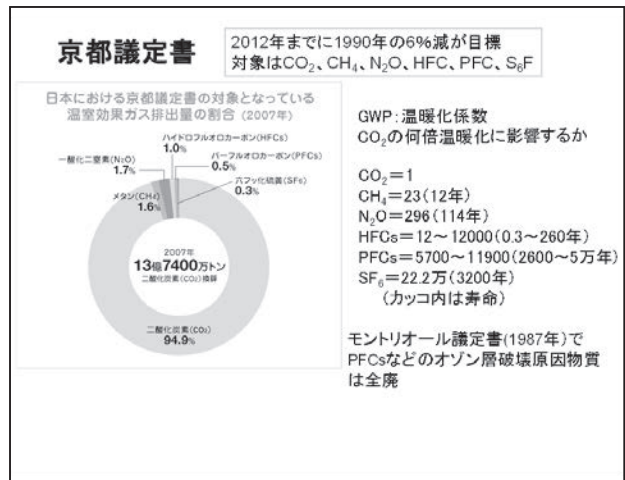 京都議定書
2012年までに1990年の6%減が目標
対象はCO₂、CH₄、N₂O、HFC、PFC、S₆F
日本における京都議定書の対象となっている
温室効果ガス排出量の割合(2007年)
ハイドロフルオロカーボン(HFCs)
1.0%
一酸化二窒素(N₂O)
1.7%
パーフルオロカーボン(PFCs)
0.5%
六フッ化硫黄(SF₆)
0.3%
メタン(CH₄)
1.6%
2007年
13億7400万トン
二酸化炭素(CO₂)換算
二酸化炭素(CO₂)
94.9%
GWP:温暖化係数
CO₂の何倍温暖化に影響するか
CO₂=1
CH₄=23(12年)
N₂O=296(114年)
HFCs=12~12000(0.3~260年)
PFCs=5700~11900(2600~5万年)
SF₆=22.2万(3200年)
(カッコ内は寿命)
モントリオール議定書(1987年)で
PFCsなどのオゾン層破壊原因物質
は全廃